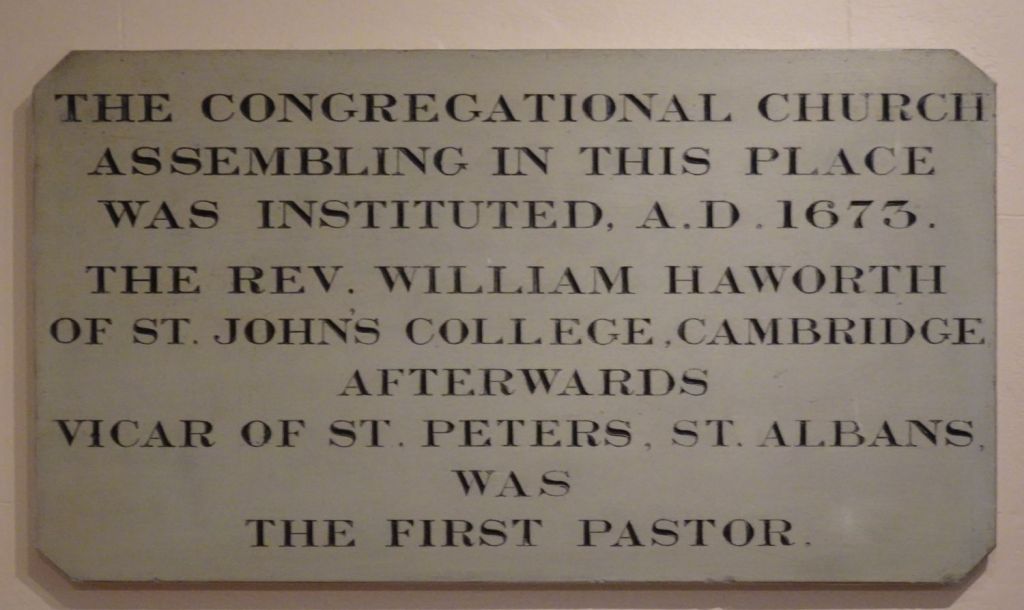 THE CONGREGATIONAL CHURCH
ASSEMBLING IN THIS PLACE
WAS INSTITUTED, A.D. 1673.
THE REV. WILLIAM HAWORTH
OF ST. JOHN'S COLLEGE, CAMBRIDGE
AFTERWARDS
VICAR OF ST. PETERS, ST. ALBANS,
WAS
THE FIRST PASTOR.